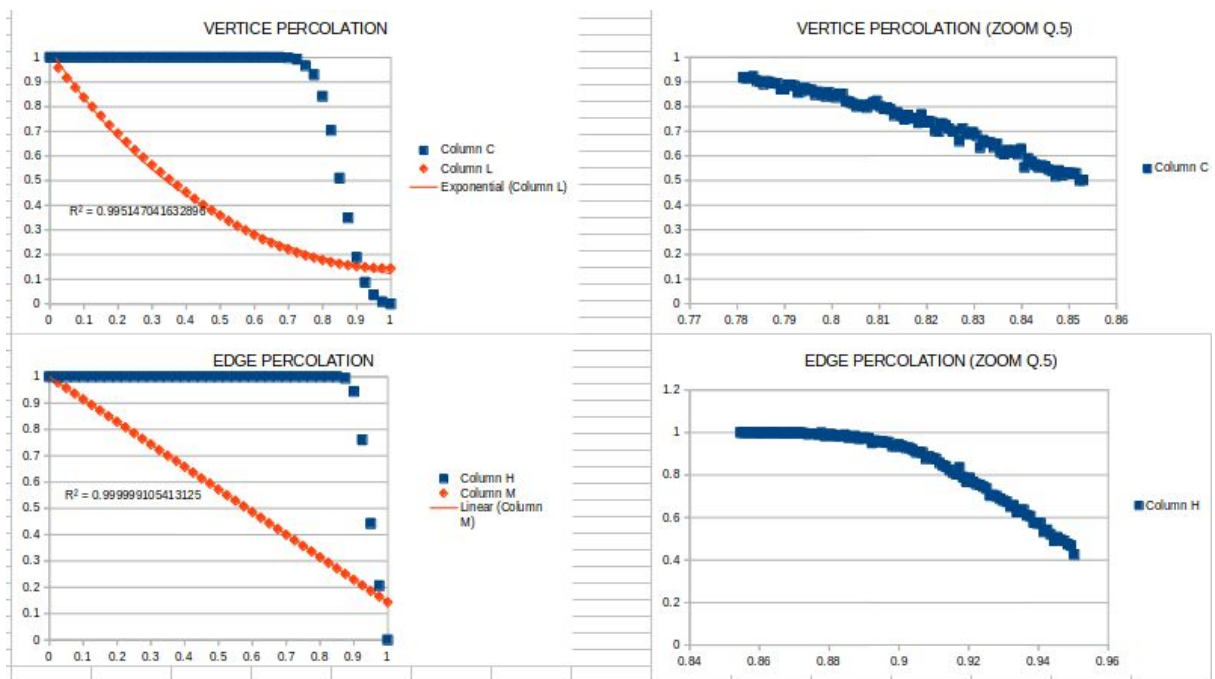 VERTICE PERCOLATION
1
0.9
0.8
0.7
0.6
0.5
0.4
0.3
0.2
0.1
0
0 0.1 0.2 0.3 0.4 0.5 0.6 0.7 0.8 0.9 1
R² = 0.995147041632896
Column C
Column L
Exponential (Column L)
VERTICE PERCOLATION (ZOOM Q.5)
1
0.9
0.8
0.7
0.6
0.5
0.4
0.3
0.2
0.1
0
0.77 0.78 0.79 0.8 0.81 0.82 0.83 0.84 0.85 0.86
Column C
EDGE PERCOLATION
1
0.9
0.8
0.7
0.6
0.5
0.4
0.3
0.2
0.1
0
0 0.1 0.2 0.3 0.4 0.5 0.6 0.7 0.8 0.9 1
R² = 0.999999105413125
Column H
Column M
Linear (Column
M)
EDGE PERCOLATION (ZOOM Q.5)
1.2
1
0.8
0.6
0.4
0.2
0
0.84 0.86 0.88 0.9 0.92 0.94 0.96
Column H